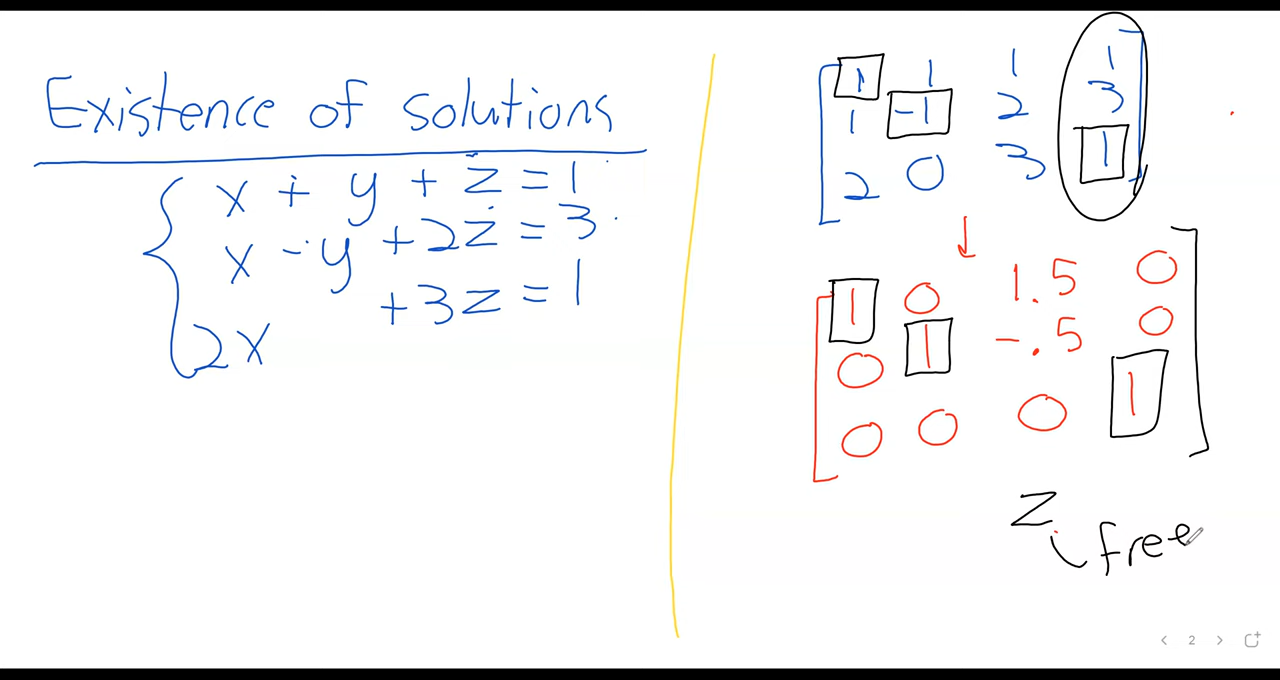 Existence of solutions
x + y + z = 1
x - y + 2z = 3
2x + 3z = 1
1 1 1 1
1 -1 2 3
2 0 3 1
↓
1 0 1.5 0
0 1 -.5 0
0 0 0 1
z
i free
< 2 >